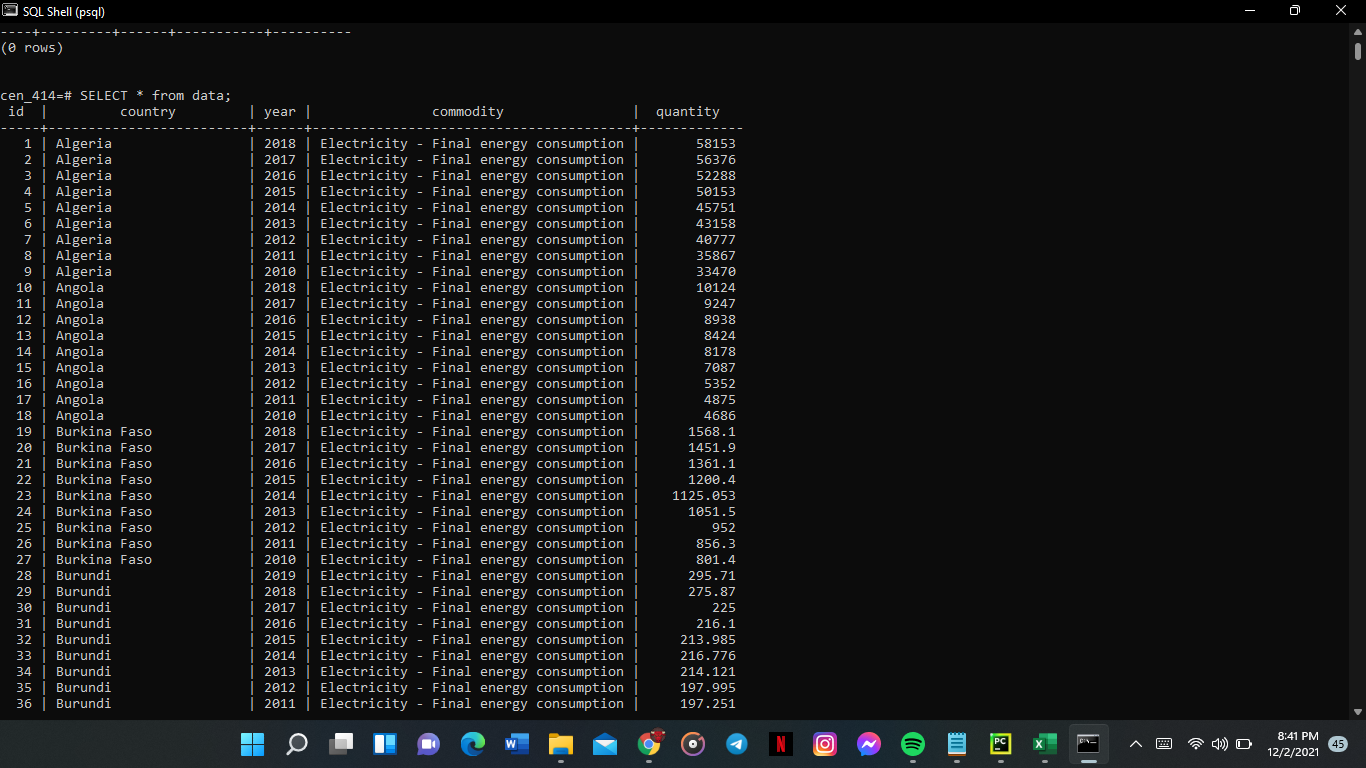 SQL Shell (psql)
----+---------+------+-----------+----------
(0 rows)
cen_414=# SELECT * from data;
 id  |         country         | year |               commodity                |  quantity
-----+-------------------------+------+----------------------------------------+-------------
   1 | Algeria                 | 2018 | Electricity - Final energy consumption |       58153
   2 | Algeria                 | 2017 | Electricity - Final energy consumption |       56376
   3 | Algeria                 | 2016 | Electricity - Final energy consumption |       52288
   4 | Algeria                 | 2015 | Electricity - Final energy consumption |       50153
   5 | Algeria                 | 2014 | Electricity - Final energy consumption |       45751
   6 | Algeria                 | 2013 | Electricity - Final energy consumption |       43158
   7 | Algeria                 | 2012 | Electricity - Final energy consumption |       40777
   8 | Algeria                 | 2011 | Electricity - Final energy consumption |       35867
   9 | Algeria                 | 2010 | Electricity - Final energy consumption |       33470
  10 | Angola                  | 2018 | Electricity - Final energy consumption |       10124
  11 | Angola                  | 2017 | Electricity - Final energy consumption |        9247
  12 | Angola                  | 2016 | Electricity - Final energy consumption |        8938
  13 | Angola                  | 2015 | Electricity - Final energy consumption |        8424
  14 | Angola                  | 2014 | Electricity - Final energy consumption |        8178
  15 | Angola                  | 2013 | Electricity - Final energy consumption |        7087
  16 | Angola                  | 2012 | Electricity - Final energy consumption |        5352
  17 | Angola                  | 2011 | Electricity - Final energy consumption |        4875
  18 | Angola                  | 2010 | Electricity - Final energy consumption |        4686
  19 | Burkina Faso            | 2018 | Electricity - Final energy consumption |      1568.1
  20 | Burkina Faso            | 2017 | Electricity - Final energy consumption |      1451.9
  21 | Burkina Faso            | 2016 | Electricity - Final energy consumption |      1361.1
  22 | Burkina Faso            | 2015 | Electricity - Final energy consumption |      1200.4
  23 | Burkina Faso            | 2014 | Electricity - Final energy consumption |    1125.053
  24 | Burkina Faso            | 2013 | Electricity - Final energy consumption |      1051.5
  25 | Burkina Faso            | 2012 | Electricity - Final energy consumption |         952
  26 | Burkina Faso            | 2011 | Electricity - Final energy consumption |       856.3
  27 | Burkina Faso            | 2010 | Electricity - Final energy consumption |       801.4
  28 | Burundi                 | 2019 | Electricity - Final energy consumption |      295.71
  29 | Burundi                 | 2018 | Electricity - Final energy consumption |      275.87
  30 | Burundi                 | 2017 | Electricity - Final energy consumption |         225
  31 | Burundi                 | 2016 | Electricity - Final energy consumption |       216.1
  32 | Burundi                 | 2015 | Electricity - Final energy consumption |     213.985
  33 | Burundi                 | 2014 | Electricity - Final energy consumption |     216.776
  34 | Burundi                 | 2013 | Electricity - Final energy consumption |     214.121
  35 | Burundi                 | 2012 | Electricity - Final energy consumption |     197.995
  36 | Burundi                 | 2011 | Electricity - Final energy consumption |     197.251
8:41 PM
12/2/2021
45